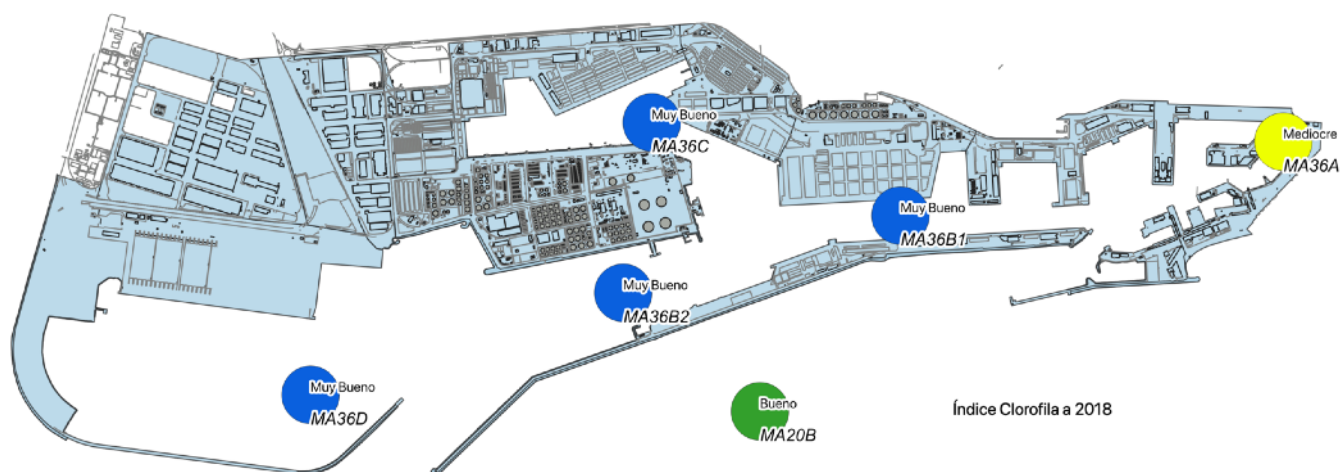 Muy Bueno
MA36C
Mediocre
MA36A
Muy Bueno
MA36B1
Muy Bueno
MA36B2
Muy Bueno
MA36D
Bueno
MA20B
Índice Clorofila a 2018